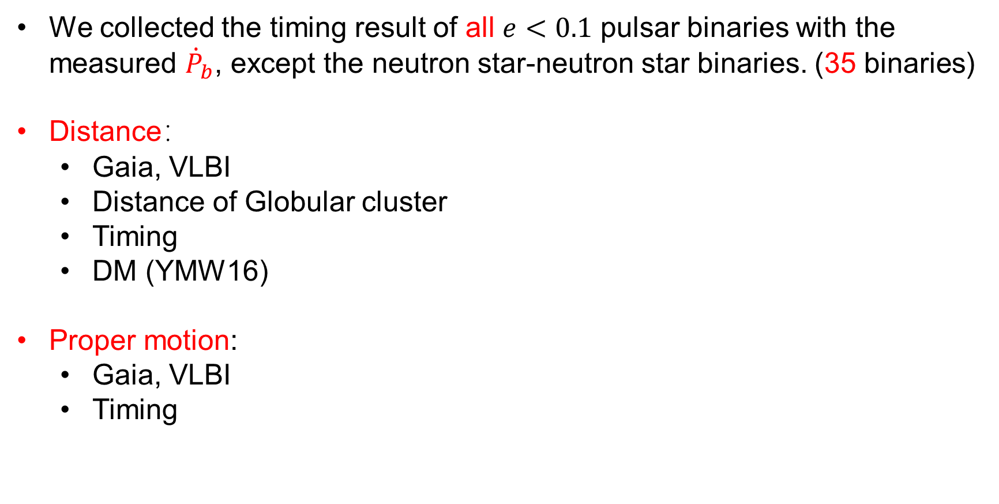 • We collected the timing result of all 𝑒 < 0.1 pulsar binaries with the
measured Ṗ_b, except the neutron star-neutron star binaries. (35 binaries)
• Distance：
• Gaia, VLBI
• Distance of Globular cluster
• Timing
• DM (YMW16)
• Proper motion:
• Gaia, VLBI
• Timing